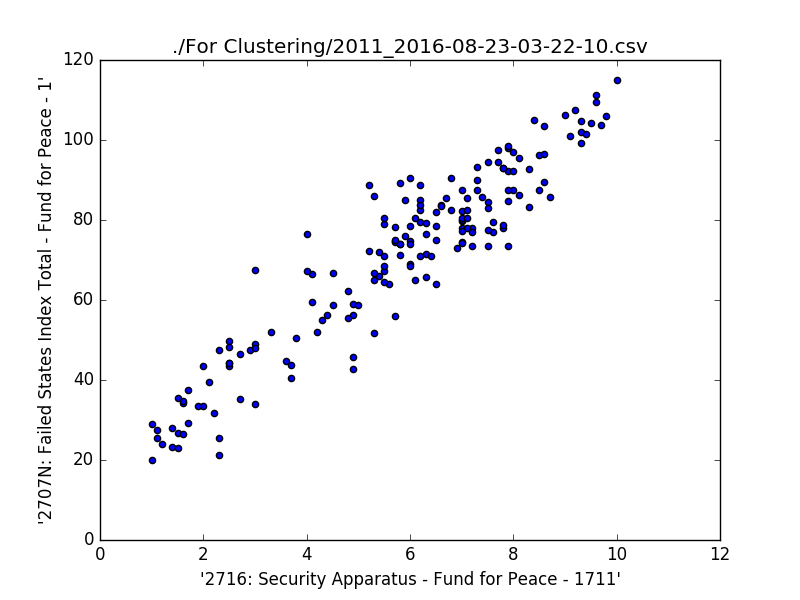 ./For Clustering/2011_2016-08-23-03-22-10.csv
120
100
80
60
40
20
0
'2707N: Failed States Index Total - Fund for Peace - 1'
0 2 4 6 8 10 12
'2716: Security Apparatus - Fund for Peace - 1711'